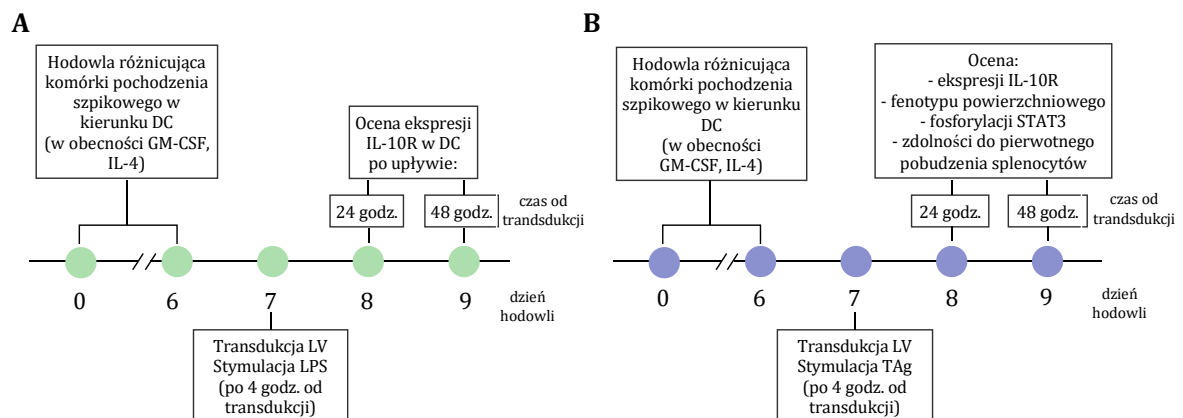 A
Hodowla różnicująca
komórki pochodzenia
szpikowego w
kierunku DC
(w obecności GM-CSF,
IL-4)
Ocena ekspresji
IL-10R w DC
po upływie:
24 godz.
48 godz.
czas od
trandsdukcji
0
6
7
8
9
dzień
hodowli
Transdukcja LV
Stymulacja LPS
(po 4 godz. od
transdukcji)
B
Hodowla różnicująca
komórki pochodzenia
szpikowego w kierunku
DC
(w obecności
GM-CSF, IL-4)
Ocena:
- ekspresji IL-10R
- fenotypu powierzchniowego
- fosforylacji STAT3
- zdolności do pierwotnego
pobudzenia splenocytów
24 godz.
48 godz.
czas od
trandsdukcji
0
6
7
8
9
dzień
hodowli
Transdukcja LV
Stymulacja TAg
(po 4 godz. od
transdukcji)